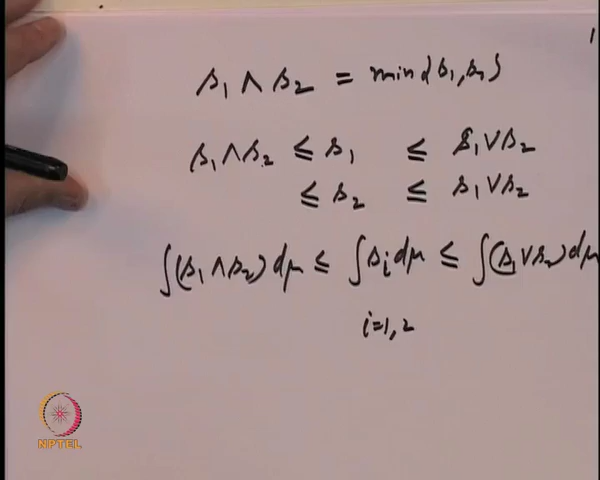 1
s₁ ∧ s₂ = min{s₁, s₂}
s₁ ∧ s₂ ≤ s₁ ≤ s₁ ∨ s₂
≤ s₂ ≤ s₁ ∨ s₂
∫(s₁ ∧ s₂) dμ ≤ ∫ sᵢ dμ ≤ ∫(s₁ ∨ s₂) dμ
i=1,2
NPTEL